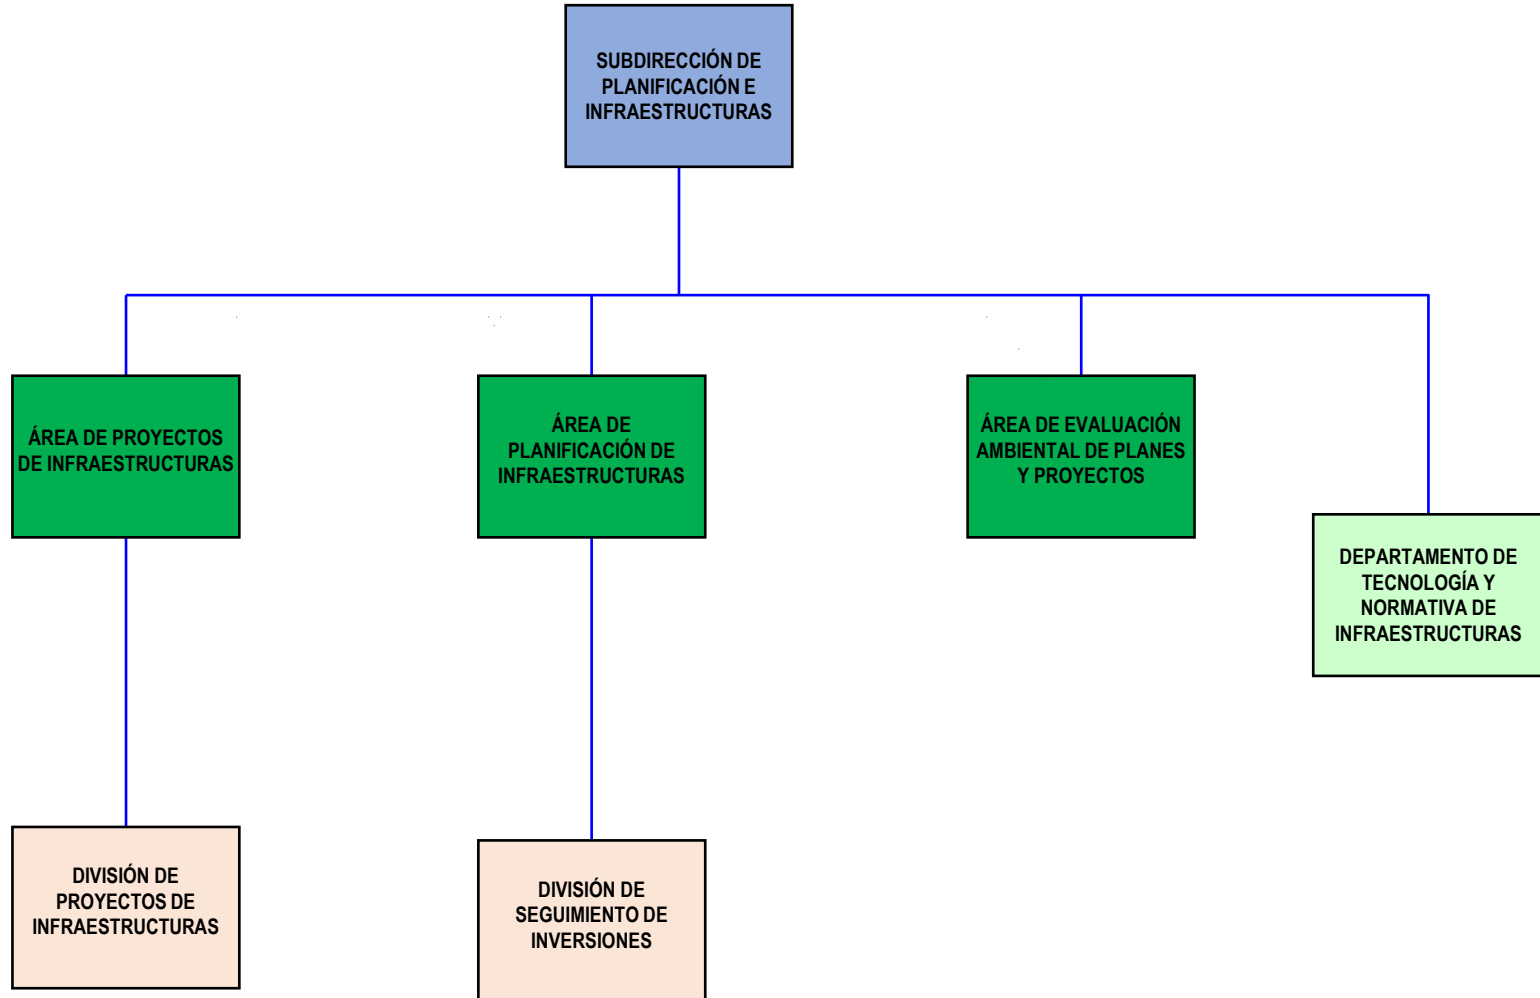 SUBDIRECCIÓN DE
PLANIFICACIÓN E
INFRAESTRUCTURAS
ÁREA DE PROYECTOS
DE INFRAESTRUCTURAS
ÁREA DE
PLANIFICACIÓN DE
INFRAESTRUCTURAS
ÁREA DE EVALUACIÓN
AMBIENTAL DE PLANES
Y PROYECTOS
DEPARTAMENTO DE
TECNOLOGÍA Y
NORMATIVA DE
INFRAESTRUCTURAS
DIVISIÓN DE
PROYECTOS DE
INFRAESTRUCTURAS
DIVISIÓN DE
SEGUIMIENTO DE
INVERSIONES